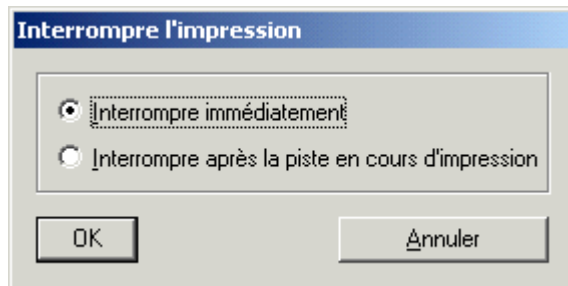 Interrompre l'impression
Interrompre immédiatement
Interrompre après la piste en cours d'impression
OK
Annuler